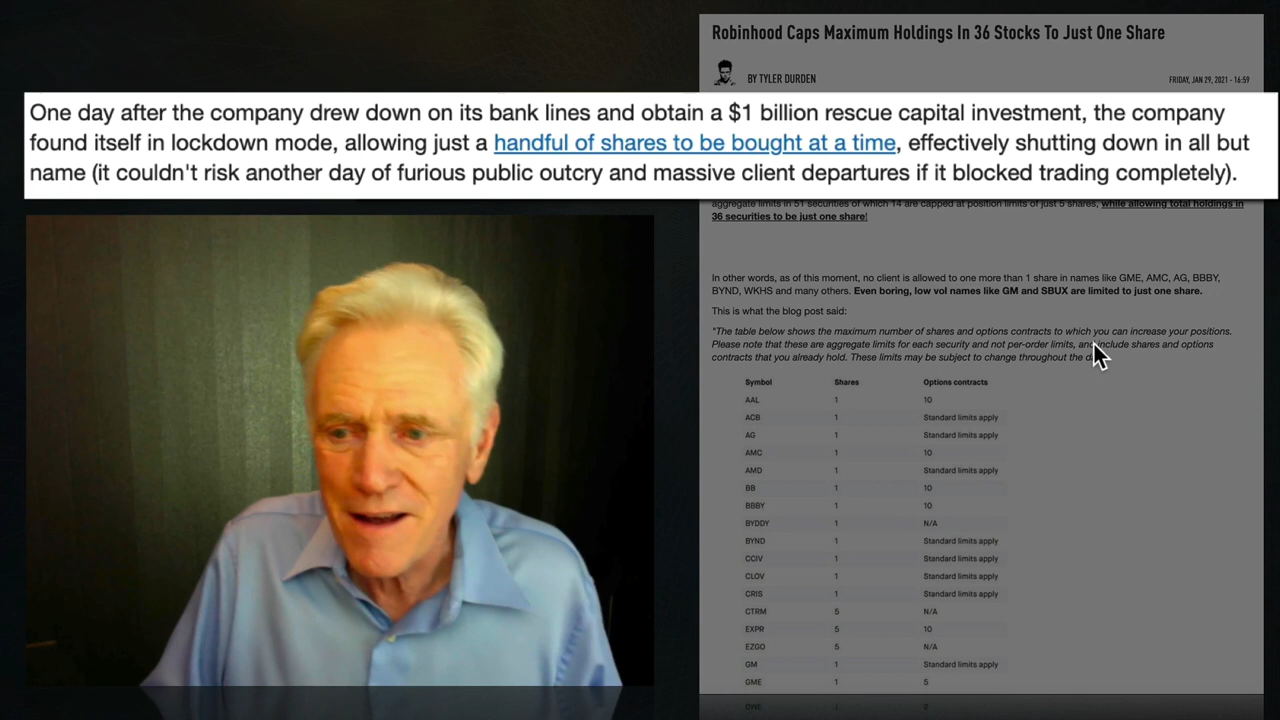 Robinhood Caps Maximum Holdings In 36 Stocks To Just One Share
BY TYLER DURDEN
FRIDAY, JAN 29, 2021 - 16:59
One day after the company drew down on its bank lines and obtain a $1 billion rescue capital investment, the company
found itself in lockdown mode, allowing just a handful of shares to be bought at a time, effectively shutting down in all but
name (it couldn't risk another day of furious public outcry and massive client departures if it blocked trading completely).
aggregate limits in 51 securities of which 14 are capped at position limits of just 5 shares, while allowing total holdings in
36 securities to be just one share!
In other words, as of this moment, no client is allowed to one more than 1 share in names like GME, AMC, AG, BBBY,
BYND, WKHS and many others. Even boring, low vol names like GM and SBUX are limited to just one share.
This is what the blog post said:
"The table below shows the maximum number of shares and options contracts to which you can increase your positions.
Please note that these are aggregate limits for each security and not per-order limits, and include shares and options
contracts that you already hold. These limits may be subject to change throughout the
Symbol Shares Options contracts
AAL 1 10
ACB 1 Standard limits apply
AG 1 Standard limits apply
AMC 1 10
AMD 1 Standard limits apply
BB 1 10
BBBY 1 10
BYDDY 1 N/A
BYND 1 Standard limits apply
CCIV 1 Standard limits apply
CLOV 1 Standard limits apply
CRIS 1 Standard limits apply
CTRM 5 N/A
EXPR 5 10
EZGO 5 N/A
GM 1 Standard limits apply
GME 1 5